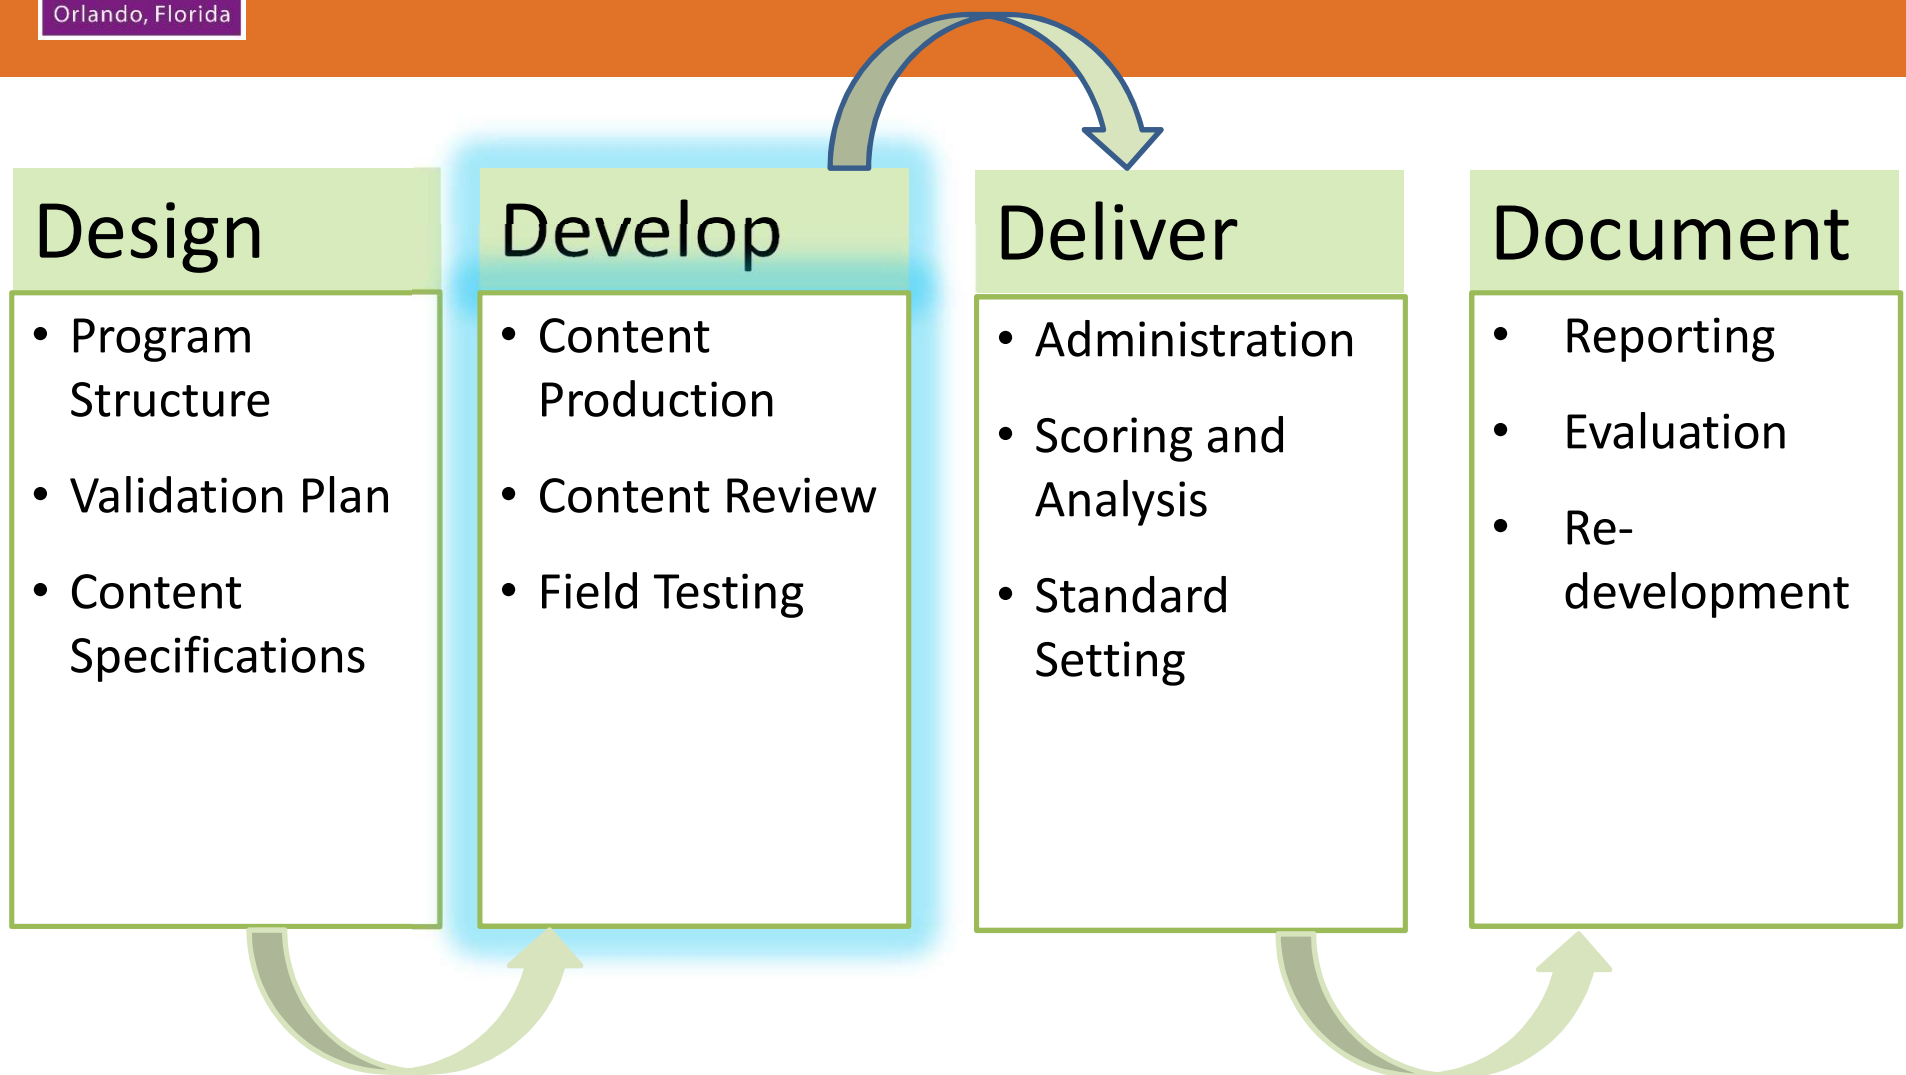 Orlando, Florida
Design
• Program
Structure
• Validation Plan
• Content
Specifications
Develop
• Content
Production
• Content Review
• Field Testing
Deliver
• Administration
• Scoring and
Analysis
• Standard
Setting
Document
• Reporting
• Evaluation
• Re-
development